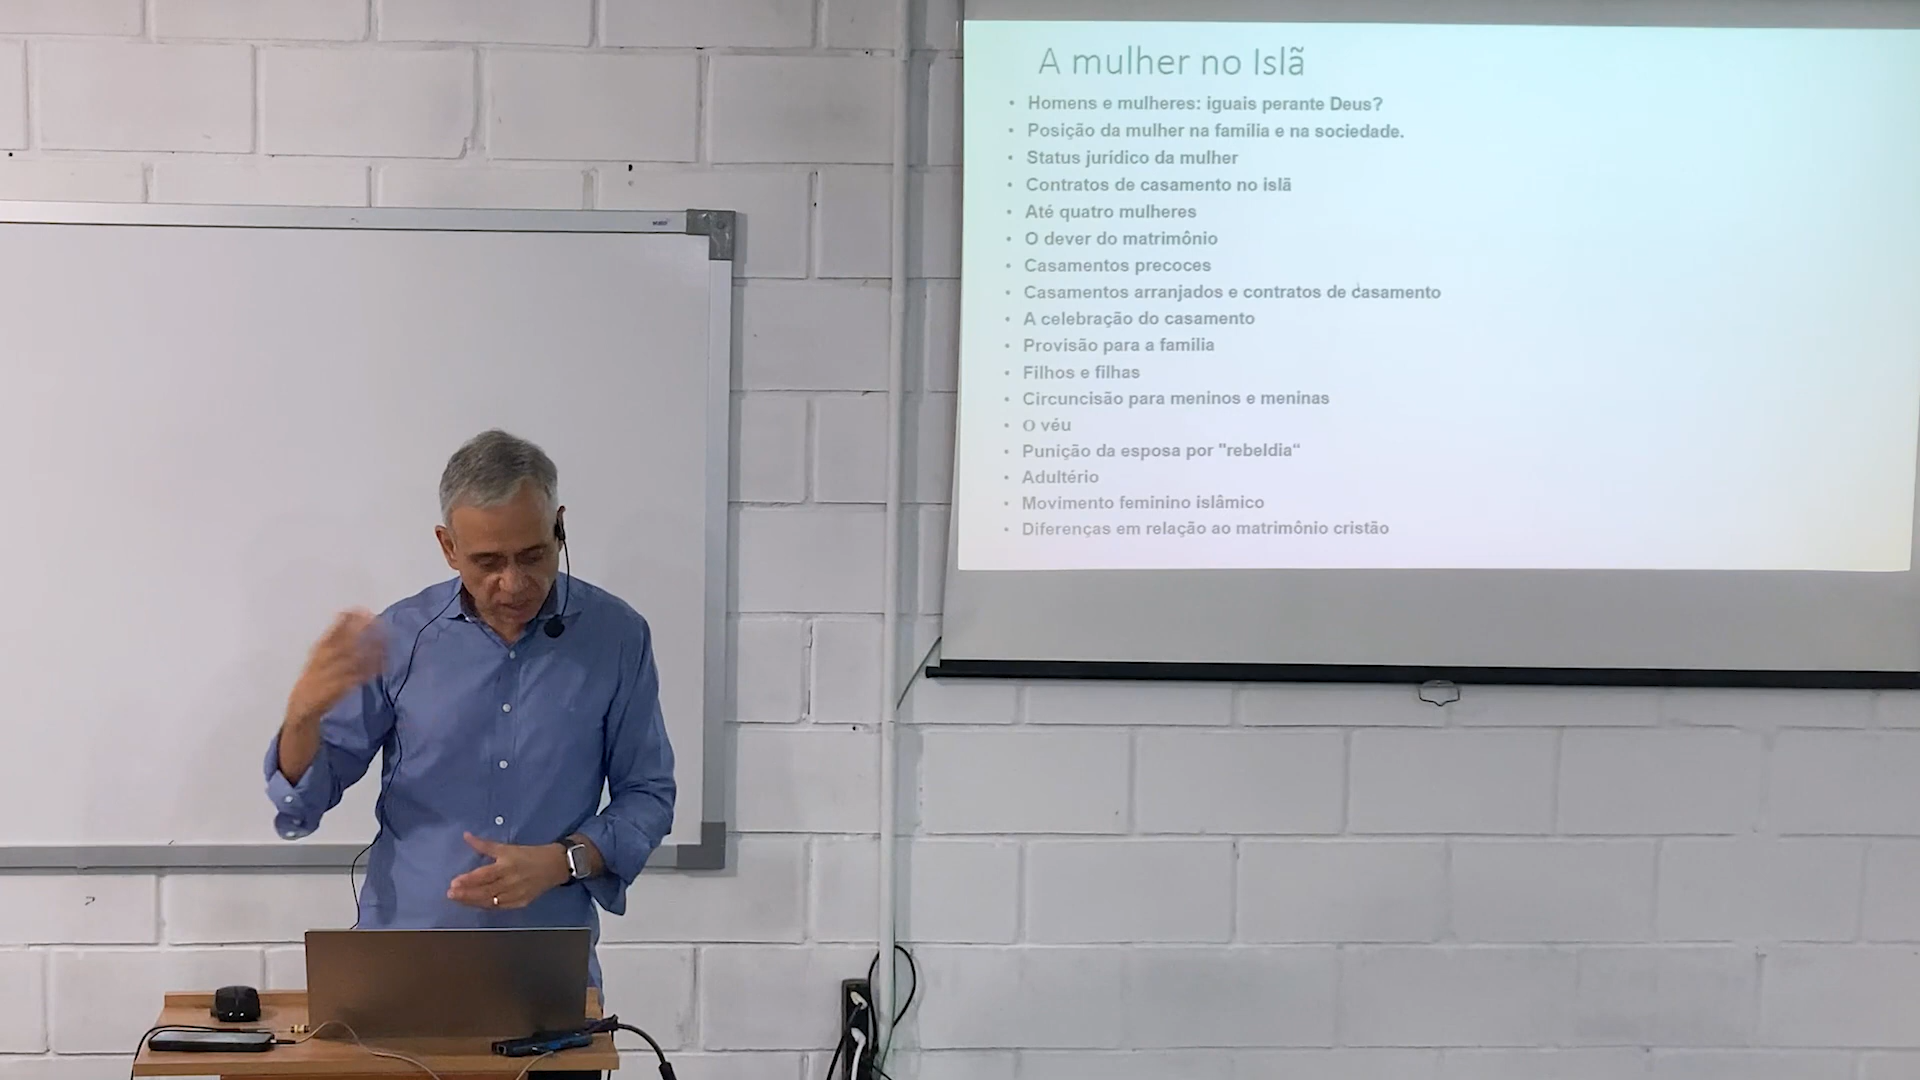 A mulher no Islã
• Homens e mulheres: iguais perante Deus?
• Posição da mulher na família e na sociedade.
• Status jurídico da mulher
• Contratos de casamento no islã
• Até quatro mulheres
• O dever do matrimônio
• Casamentos precoces
• Casamentos arranjados e contratos de casamento
• A celebração do casamento
• Provisão para a familia
• Filhos e filhas
• Circuncisão para meninos e meninas
• O véu
• Punição da esposa por "rebeldia“
• Adultério
• Movimento feminino islâmico
• Diferenças em relação ao matrimônio cristão